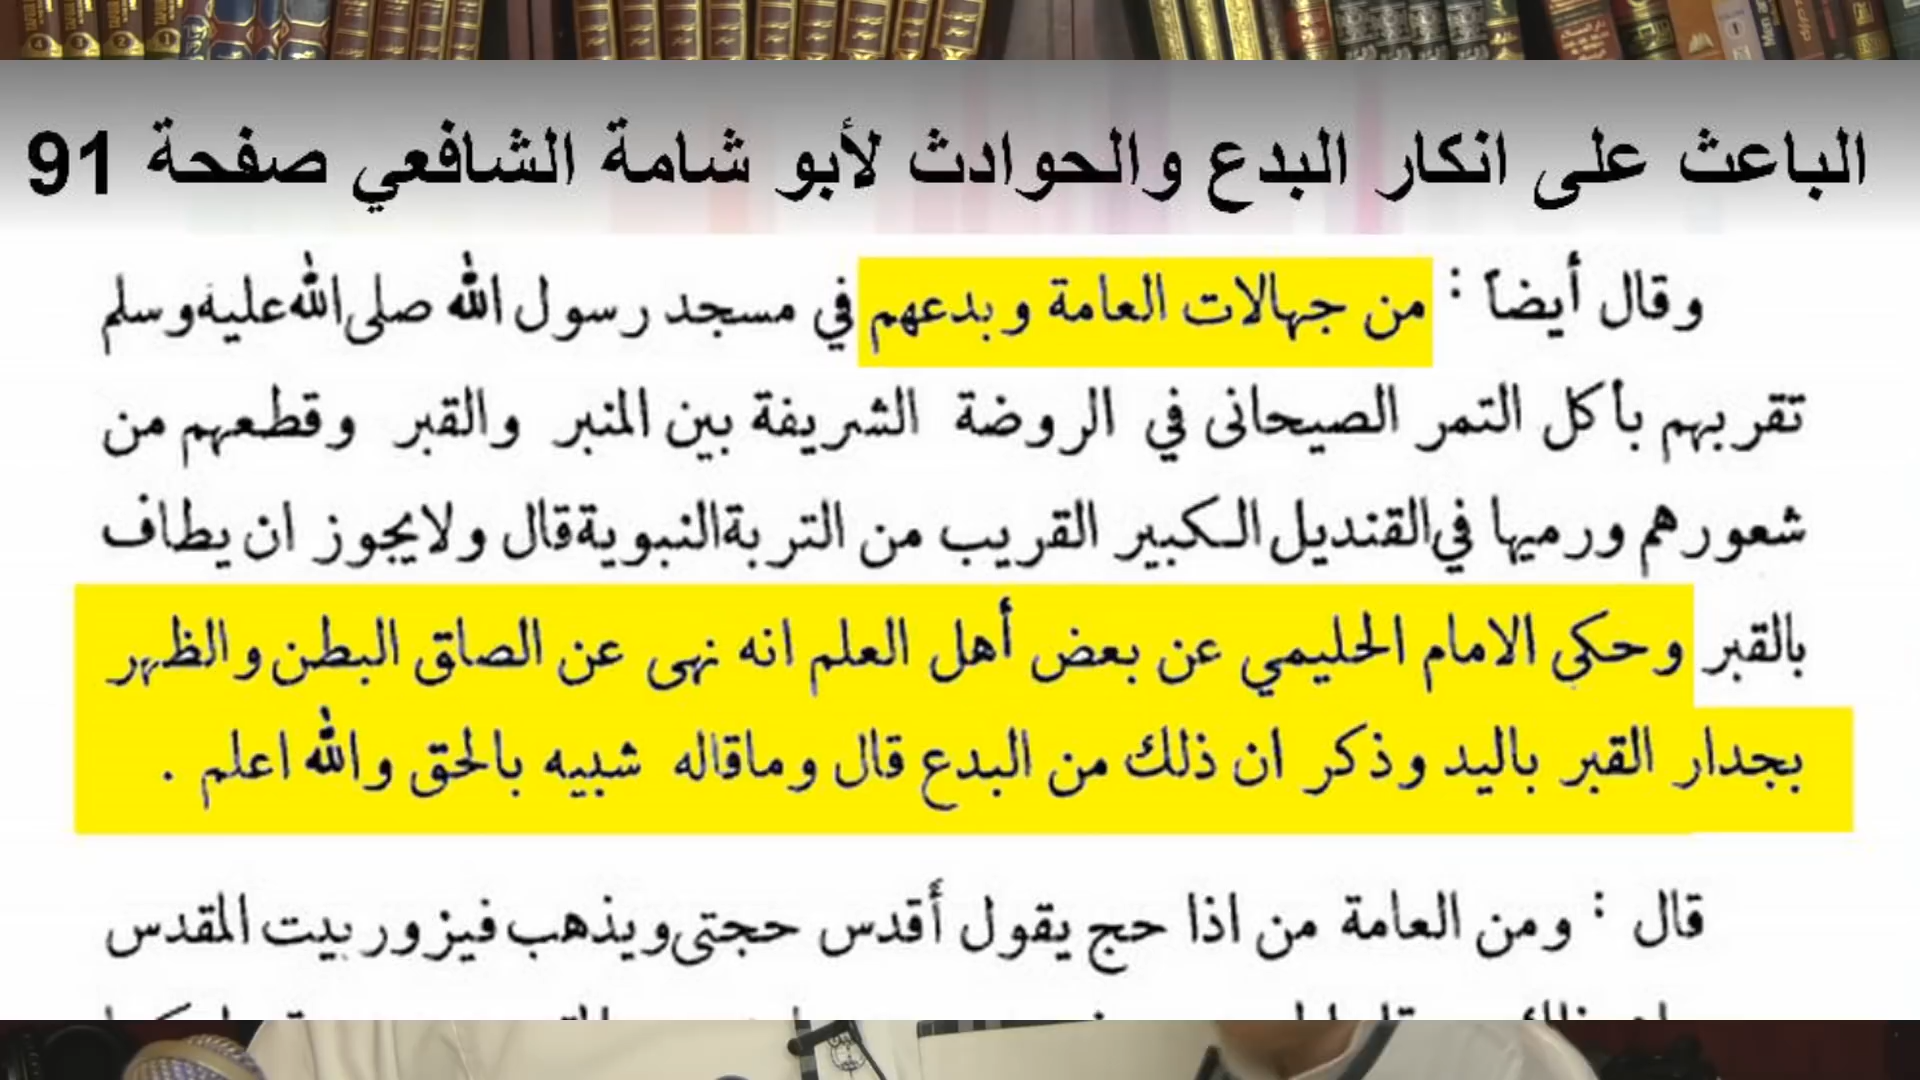 الباعث على انكار البدع والحوادث لأبو شامة الشافعي صفحة 91
وقال أيضاً : من جهالات العامة وبدعهم في مسجد رسول الله صلى الله عليه وسلم
تقربهم بأكل التمر الصيحانى في الروضة الشريفة بين المنبر والقبر وقطعهم من
شعورهم ورميها في القنديل الكبير القريب من التربة النبوية قال ولا يجوز ان يطاف
بالقبر وحكى الامام الحليمي عن بعض أهل العلم انه نهى عن الصاق البطن والظهر
بجدار القبر باليد وذكر ان ذلك من البدع قال وماقاله شبيه بالحق والله اعلم .
قال : ومن العامة من اذا حج يقول أقدس حجتى ويذهب فيزور بيت المقدس